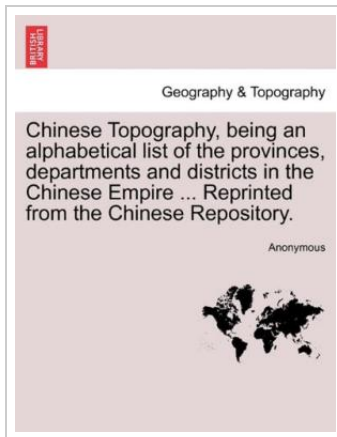 BRITISH
LIBRARY
Geography & Topography
Chinese Topography, being an
alphabetical list of the provinces,
departments and districts in the
Chinese Empire ... Reprinted
from the Chinese Repository.
Anonymous